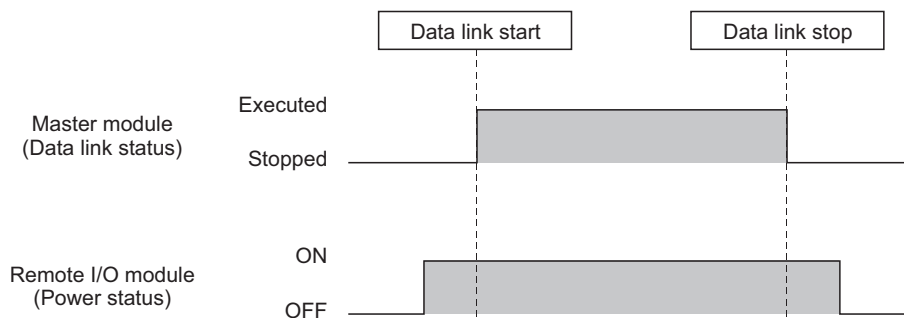 Data link start
Data link stop
Executed
Master module
(Data link status)
Stopped
ON
Remote I/O module
(Power status)
OFF